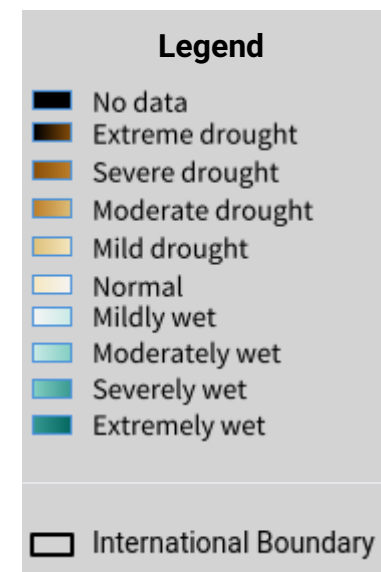 Legend
No data
Extreme drought
Severe drought
Moderate drought
Mild drought
Normal
Mildly wet
Moderately wet
Severely wet
Extremely wet
International Boundary